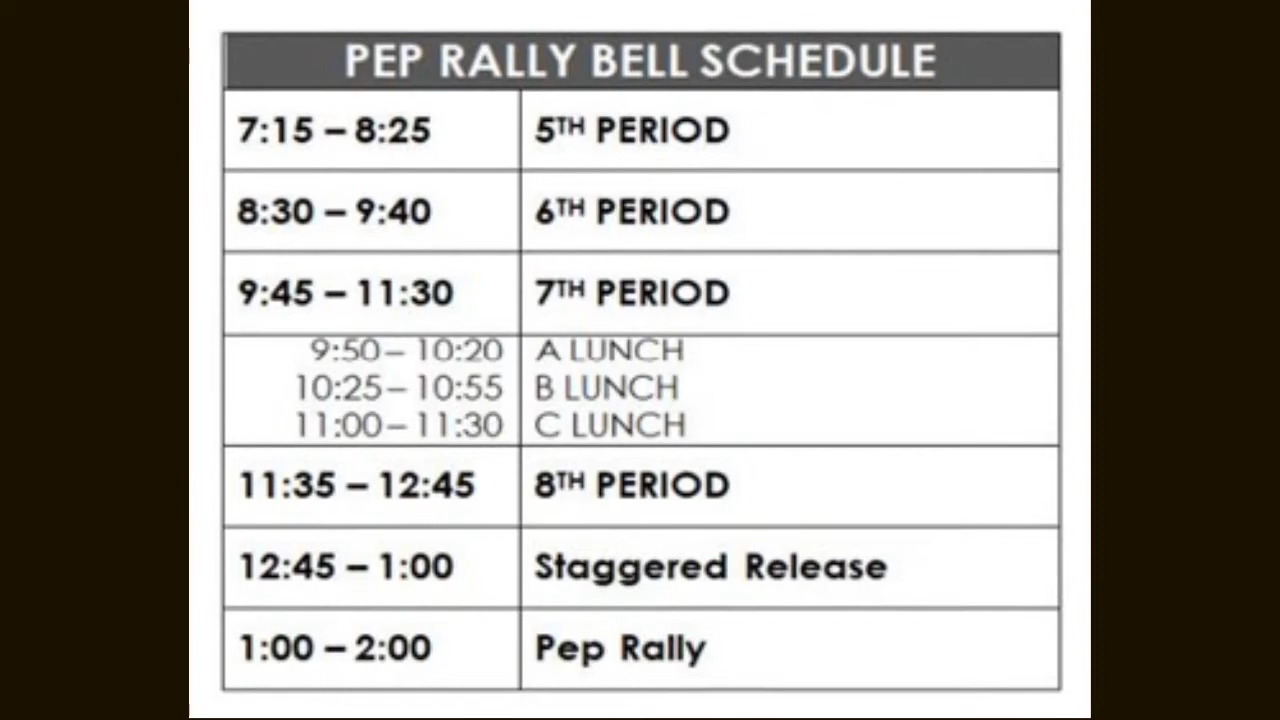 PEP RALLY BELL SCHEDULE
7:15 – 8:25 5TH PERIOD
8:30 – 9:40 6TH PERIOD
9:45 – 11:30 7TH PERIOD
9:50 – 10:20 A LUNCH
10:25 – 10:55 B LUNCH
11:00 – 11:30 C LUNCH
11:35 – 12:45 8TH PERIOD
12:45 – 1:00 Staggered Release
1:00 – 2:00 Pep Rally